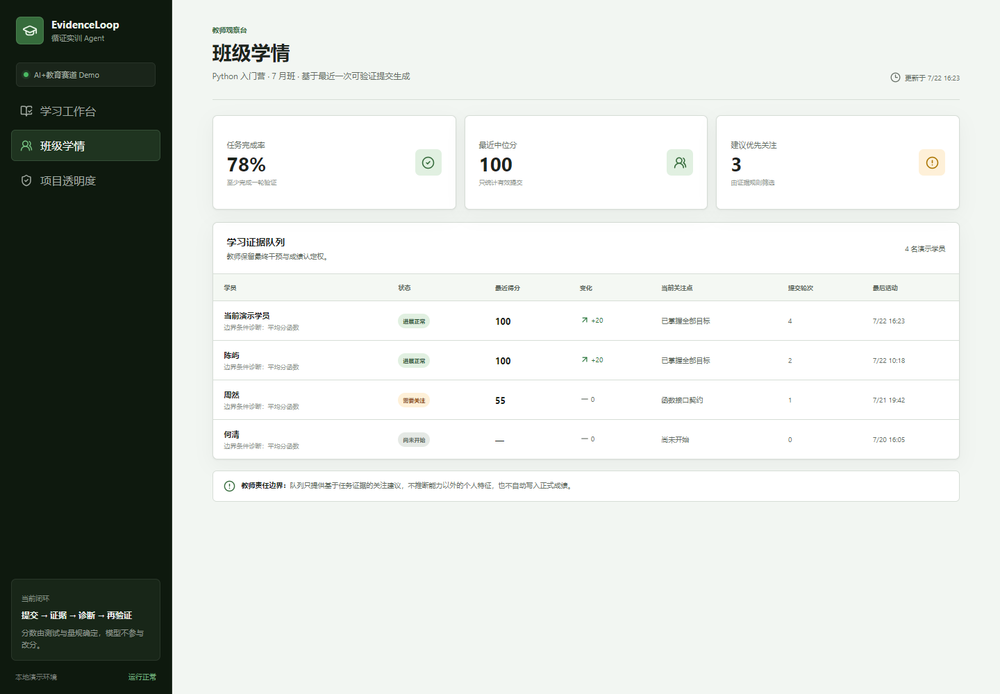 EvidenceLoop
循证实训 Agent
AI+教育赛道 Demo
学习工作台
班级学情
项目透明度
当前闭环
提交 → 证据 → 诊断 → 再验证
分数由测试与量规确定，模型不参与
改分。
本地演示环境
运行正常
教师观察台
班级学情
Python 入门营 · 7 月班 · 基于最近一次可验证提交生成
更新于 7/22 16:23
任务完成率
78%
至少完成一轮验证
最近中位分
100
只统计有效提交
建议优先关注
3
由证据规则筛选
学习证据队列
教师保留最终干预与成绩认定权。
4 名演示学员
学员 状态 最近得分 变化 当前关注点 提交轮次 最后活动
当前演示学员
边界条件诊断：平均分函数
进展正常 100 +20 已掌握全部目标 4 7/22 16:23
陈屿
边界条件诊断：平均分函数
进展正常 100 +20 已掌握全部目标 2 7/22 10:18
周然
边界条件诊断：平均分函数
需要关注 55 — 0 函数接口契约 1 7/21 19:42
何清
边界条件诊断：平均分函数
尚未开始 — — 0 尚未开始 0 7/20 16:05
教师责任边界：队列只提供基于任务证据的关注建议，不推断能力以外的个人特征，也不自动写入正式成绩。